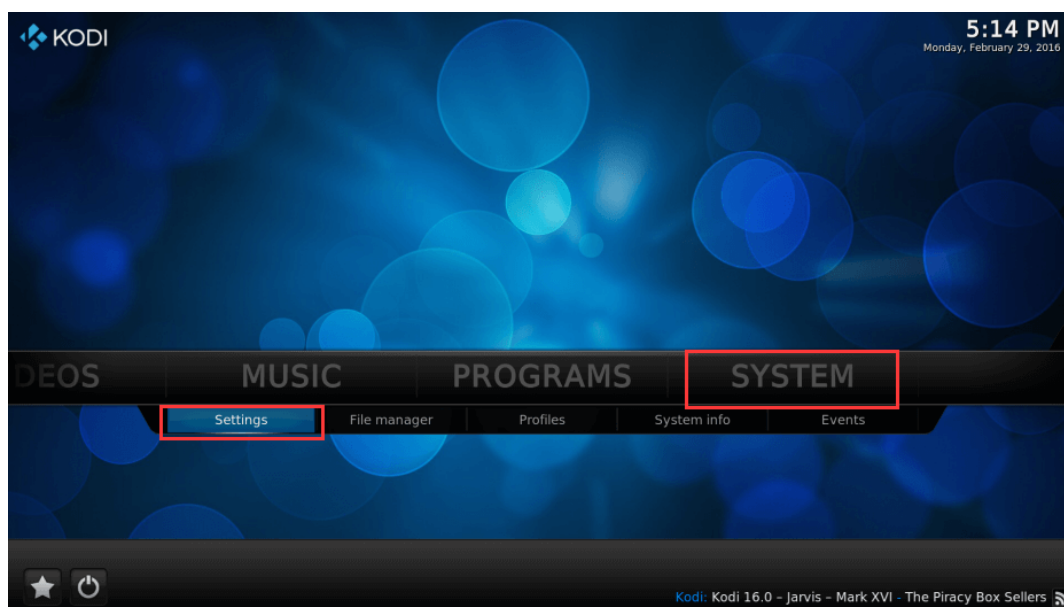 KODI
5:14 PM
Monday, February 29, 2016
DEOS MUSIC PROGRAMS SYSTEM
Settings File manager Profiles System info Events
Kodi: Kodi 16.0 – Jarvis – Mark XVI - The Piracy Box Sellers